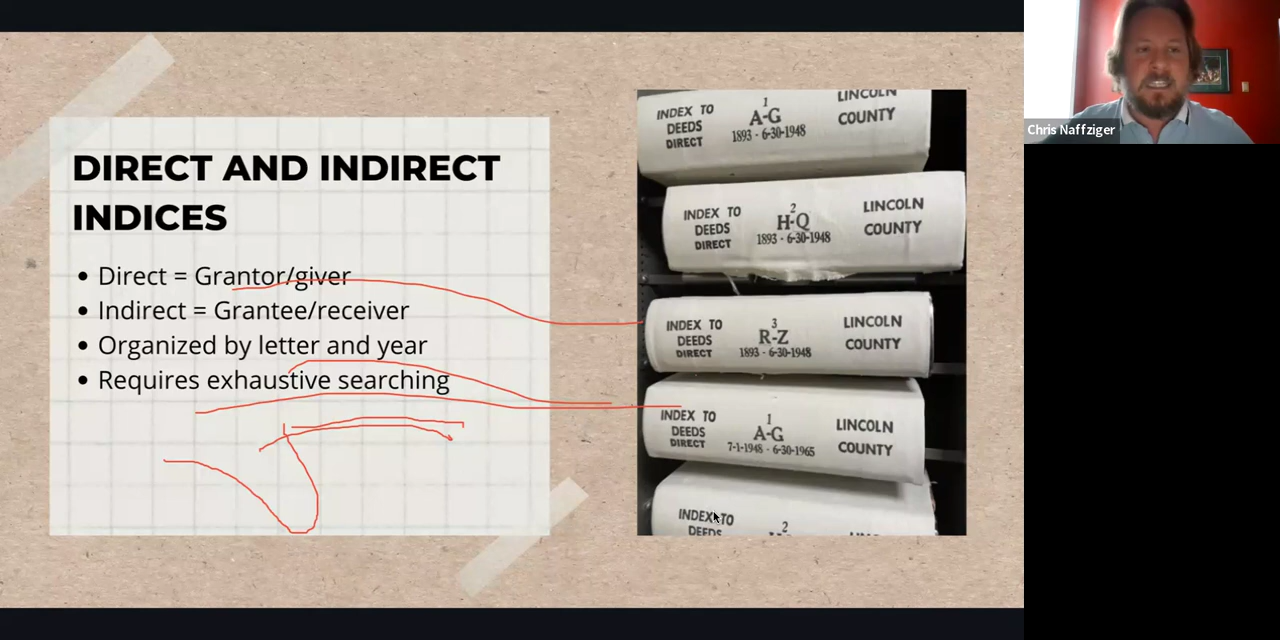 DIRECT AND INDIRECT
INDICES
Direct = Grantor/giver
Indirect = Grantee/receiver
Organized by letter and year
Requires exhaustive searching
INDEX TO
DEEDS
DIRECT
1
A-G
1893 - 6-30-1948
LINCOLN
COUNTY
INDEX TO
DEEDS
DIRECT
2
H-Q
1893 - 6-30-1948
LINCOLN
COUNTY
INDEX TO
DEEDS
DIRECT
3
R-Z
1893 - 6-30-1948
LINCOLN
COUNTY
INDEX TO
DEEDS
DIRECT
1
A-G
7-1-1948 - 6-30-1965
LINCOLN
COUNTY
INDEX TO
DEEDS
2
Chris Naffziger